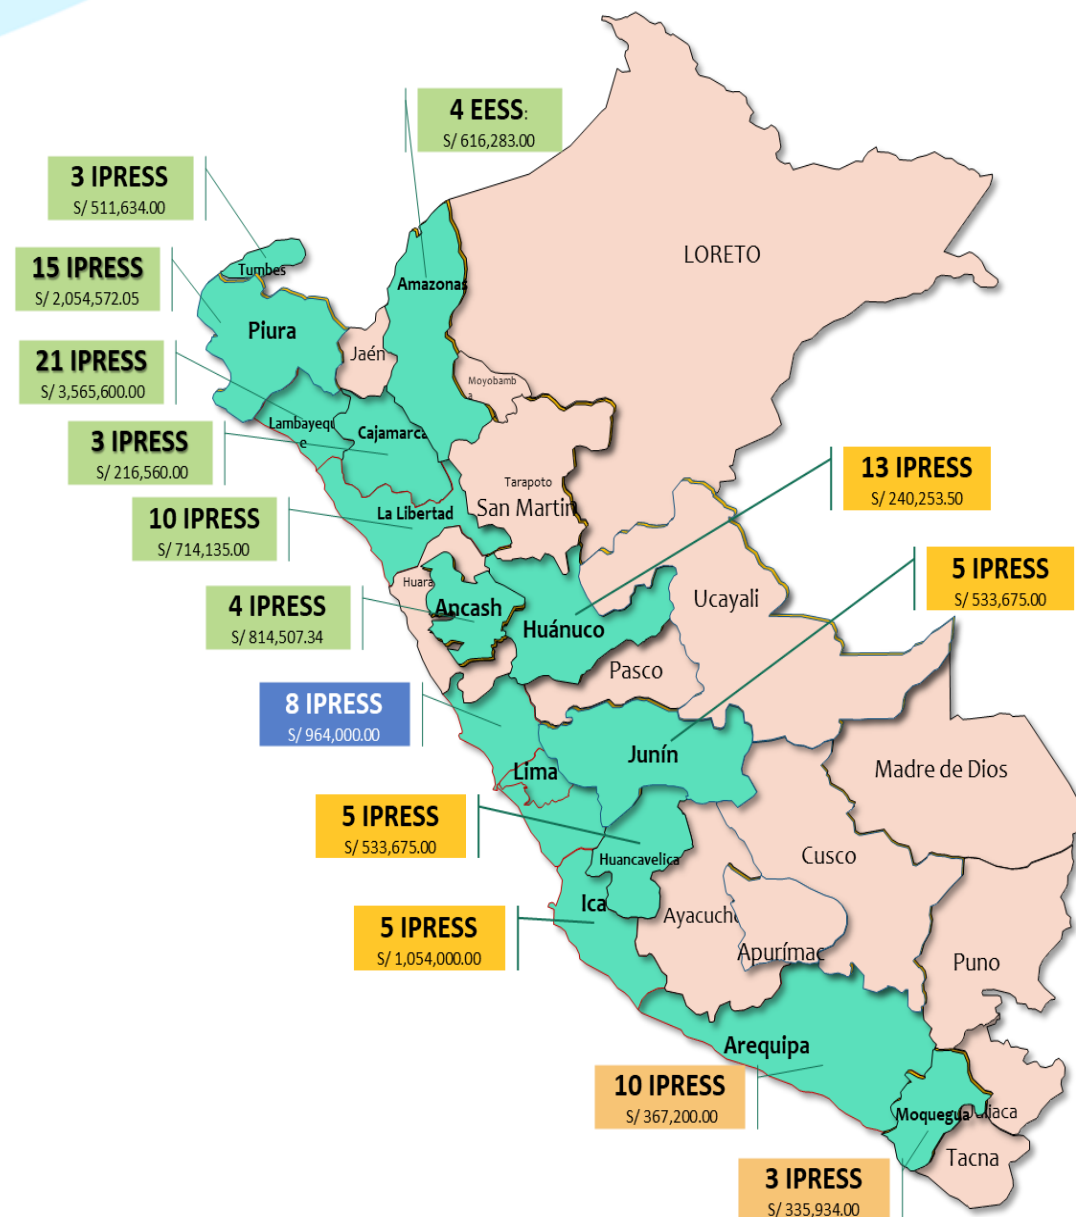 4 EESS:
S/ 616,283.00
3 IPRESS
S/ 511,634.00
15 IPRESS
S/ 2,054,572.05
21 IPRESS
S/ 3,565,600.00
3 IPRESS
S/ 216,560.00
10 IPRESS
S/ 714,135.00
4 IPRESS
S/ 814,507.34
8 IPRESS
S/ 964,000.00
5 IPRESS
S/ 533,675.00
5 IPRESS
S/ 1,054,000.00
10 IPRESS
S/ 367,200.00
3 IPRESS
S/ 335,934.00
13 IPRESS
S/ 240,253.50
5 IPRESS
S/ 533,675.00
LORETO
Tumbes
Amazonas
Piura
Jaén
Moyobamb
a
Lambayequ
e
Cajamarca
Tarapoto
San Martin
La Libertad
Huara
Ancash
Huánuco
Ucayali
Pasco
Lima
Junín
Madre de Dios
Huancavelica
Cusco
Ica
Ayacucho
Apurímac
Puno
Arequipa
Moquegua
Tacna